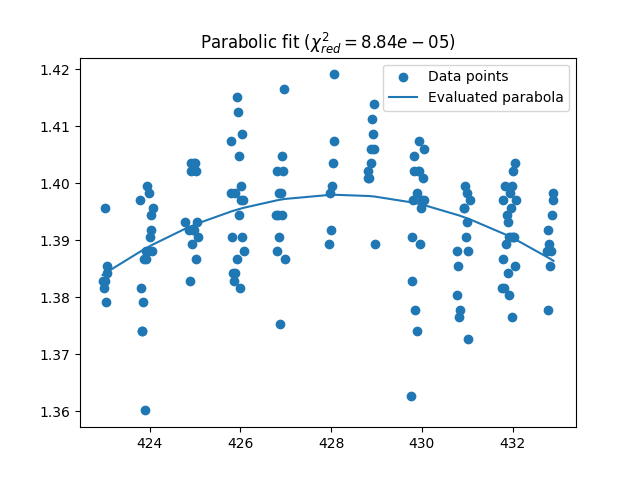 Parabolic fit (χ²red = 8.84e − 05)
Data points
Evaluated parabola
1.42
1.41
1.40
1.39
1.38
1.37
1.36
424 426 428 430 432